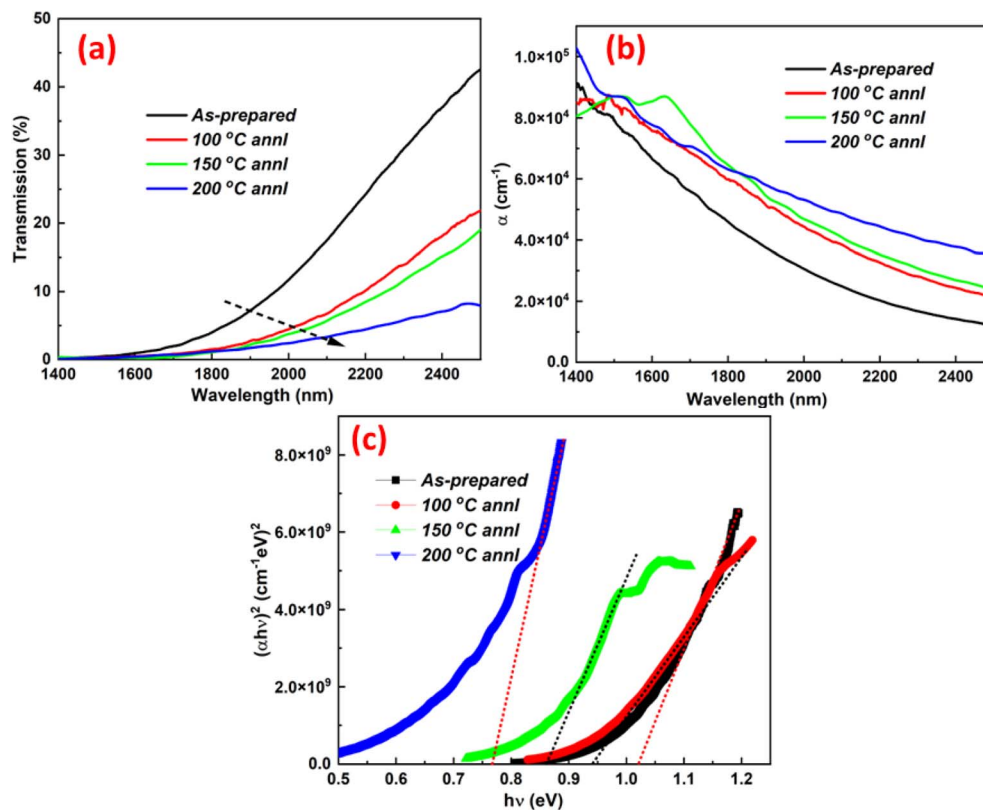 (a)
50
40
30
20
10
0
Transmission (%)
As-prepared
100 °C annl
150 °C annl
200 °C annl
1400 1600 1800 2000 2200 2400
Wavelength (nm)
(b)
1.0×10⁵
8.0×10⁴
6.0×10⁴
4.0×10⁴
2.0×10⁴
0.0
α (cm⁻¹)
As-prepared
100 °C annl
150 °C annl
200 °C annl
1400 1600 1800 2000 2200 2400
Wavelength (nm)
(c)
8.0×10⁹
6.0×10⁹
4.0×10⁹
2.0×10⁹
0.0
(αhν)² (cm⁻¹eV)²
As-prepared
100 °C annl
150 °C annl
200 °C annl
0.5 0.6 0.7 0.8 0.9 1.0 1.1 1.2
hν (eV)